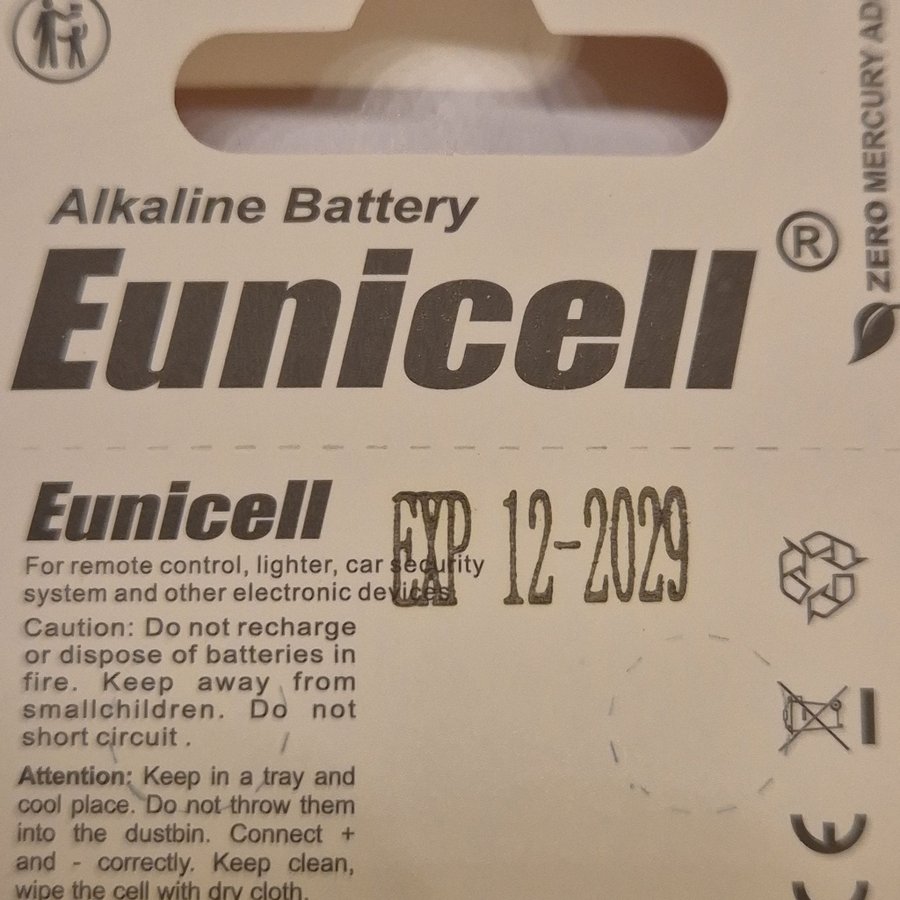 Alkaline Battery
Eunicell®
ZERO MERCURY AD
Eunicell
EXP 12-2029
For remote control, lighter, car security
system and other electronic devices.
Caution: Do not recharge
or dispose of batteries in
fire. Keep away from
smallchildren. Do not
short circuit .
Attention: Keep in a tray and
cool place. Do not throw them
into the dustbin. Connect +
and - correctly. Keep clean,
wipe the cell with dry cloth.
CE